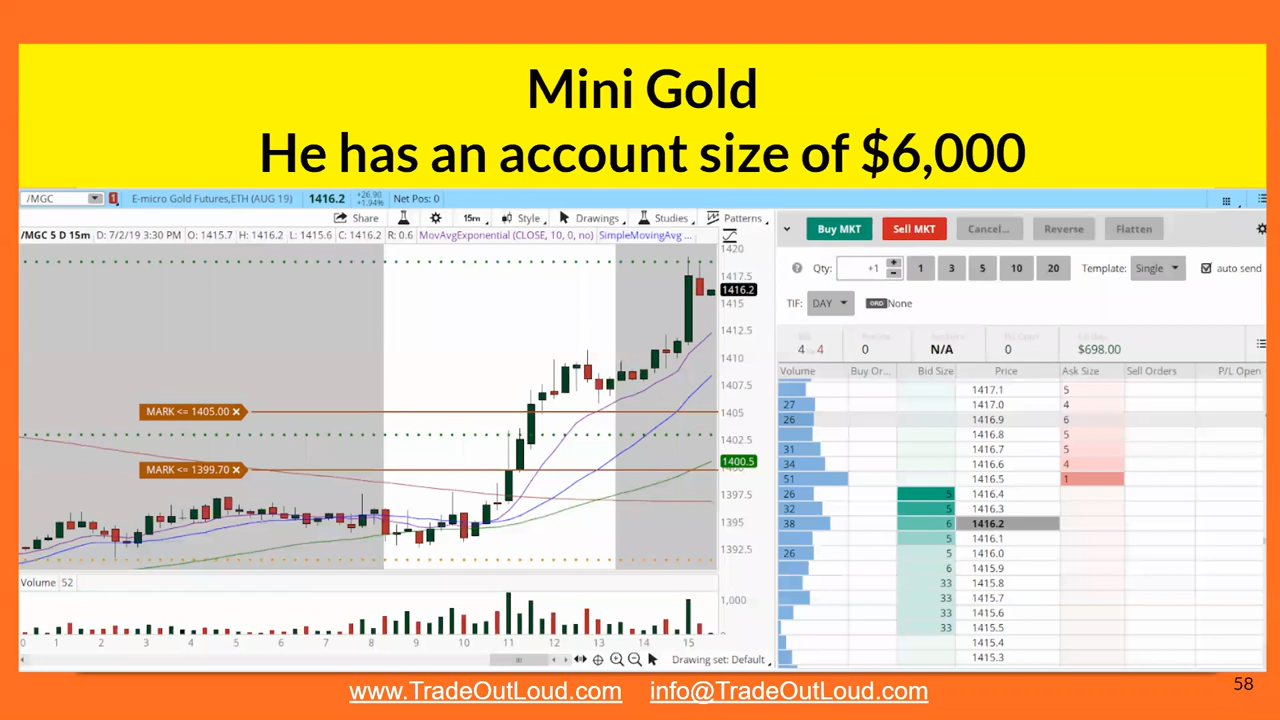 Mini Gold
He has an account size of $6,000
/MGC 1 E-micro Gold Futures,ETH (AUG 19) 1416.2 +26.90 +1.94% Net Pos: 0
Share 15m Style Drawings Studies Patterns
/MGC 5 D 15m D: 7/2/19 3:30 PM O: 1415.7 H: 1416.2 L: 1415.6 C: 1416.2 R: 0.6 MovAvgExponential (CLOSE, 10, 0, no) SimpleMovingAvg ...
1420
1417.5
1416.2
1415
1412.5
1410
1407.5
MARK <= 1405.00 × 1405
1402.5
1400.5
MARK <= 1399.70 ×
1397.5
1395
1392.5
Volume 52
1,000
0 1 2 3 4 5 6 7 8 9 10 11 12 13 14 15
Drawing set: Default
Buy MKT Sell MKT Cancel... Reverse Flatten
Qty: +1 1 3 5 10 20 Template: Single auto send
TIF: DAY ORD None
4 4 0 N/A 0 $698.00
Volume Buy Or... Bid Size Price Ask Size Sell Orders P/L Open
1417.1 5
27 1417.0 4
26 1416.9 6
1416.8 5
31 1416.7 5
34 1416.6 4
51 1416.5 1
26 5 1416.4
32 5 1416.3
38 6 1416.2
5 1416.1
26 5 1416.0
6 1415.9
33 1415.8
33 1415.7
33 1415.6
33 1415.5
1415.4
1415.3
www.TradeOutLoud.com info@TradeOutLoud.com
58